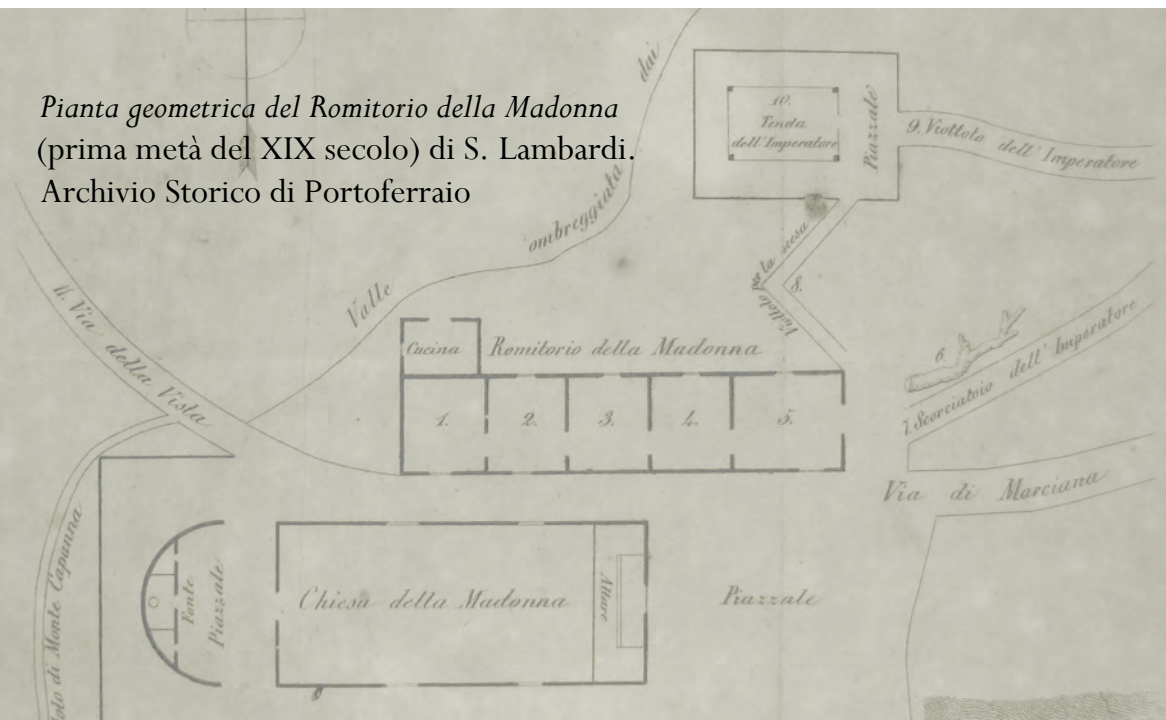 Pianta geometrica del Romitorio della Madonna
(prima metà del XIX secolo) di S. Lambardi.
Archivio Storico di Portoferraio
10.
Tenda
dell'Imperatore
Piazzale
9. Viottolo dell'Imperatore
Valle ombreggiata dai
Viottolo per la scesa
8.
11. Via della Vista
Cucina
Romitorio della Madonna
1.
2.
3.
4.
5.
6.
7. Scorciatoio dell'Imperatore
Via di Marciana
di Monte Capanna
Fonte
Piazzale
Chiesa della Madonna
Altare
Piazzale